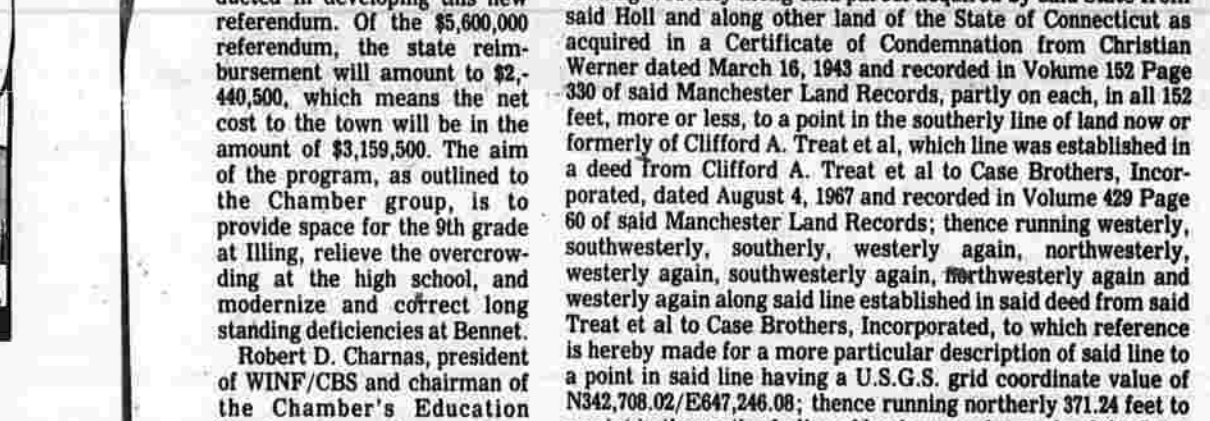 referendum. Of the $5,600,000
referendum, the state reim-
bursement will amount to $2,-
440,500, which means the net
cost to the town will be in the
amount of $3,159,500. The aim
of the program, as outlined to
the Chamber group, is to
provide space for the 9th grade
at Illing, relieve the overcrow-
ding at the high school, and
modernize and correct long
standing deficiencies at Bennet.
Robert D. Charnas, president
of WINF/CBS and chairman of
the Chamber's Education
said Holl and along other land of the State of Connecticut as
acquired in a Certificate of Condemnation from Christian
Werner dated March 16, 1943 and recorded in Volume 152 Page
330 of said Manchester Land Records, partly on each, in all 152
feet, more or less, to a point in the southerly line of land now or
formerly of Clifford A. Treat et al, which line was established in
a deed from Clifford A. Treat et al to Case Brothers, Incor-
porated, dated August 4, 1967 and recorded in Volume 429 Page
60 of said Manchester Land Records; thence running westerly,
southwesterly, southerly, westerly again, northwesterly,
westerly again, southwesterly again, northwesterly again and
westerly again along said line established in said deed from said
Treat et al to Case Brothers, Incorporated, to which reference
is hereby made for a more particular description of said line to
a point in said line having a U.S.G.S. grid coordinate value of
N342,708.02/E647,246.08; thence running northerly 371.24 feet to